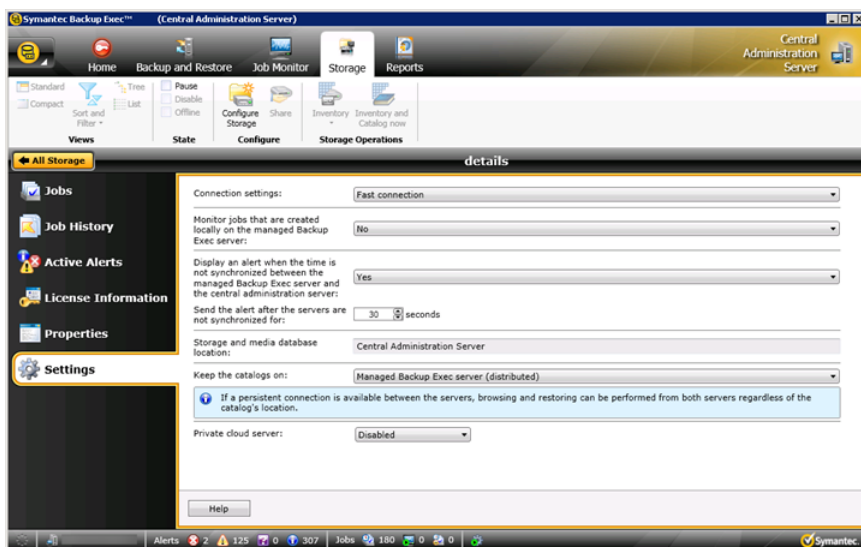 Symantec Backup Exec™ (Central Administration Server)
Home
Backup and Restore
Job Monitor
Storage
Reports
Central
Administration
Server
Standard
Compact
Sort and
Filter
Tree
List
Views
Pause
Disable
Offline
State
Configure
Storage
Share
Configure
Inventory
Inventory and
Catalog now
Storage Operations
All Storage
details
Jobs
Job History
Active Alerts
License Information
Properties
Settings
Connection settings:
Fast connection
Monitor jobs that are created
locally on the managed Backup
Exec server:
No
Display an alert when the time is
not synchronized between the
managed Backup Exec server and
the central administration server:
Yes
Send the alert after the servers are
not synchronized for:
30 seconds
Storage and media database
location:
Central Administration Server
Keep the catalogs on:
Managed Backup Exec server (distributed)
If a persistent connection is available between the servers, browsing and restoring can be performed from both servers regardless of the
catalog's location.
Private cloud server:
Disabled
Help
Alerts 2 125 0 307 Jobs 180 0 0
Symantec.